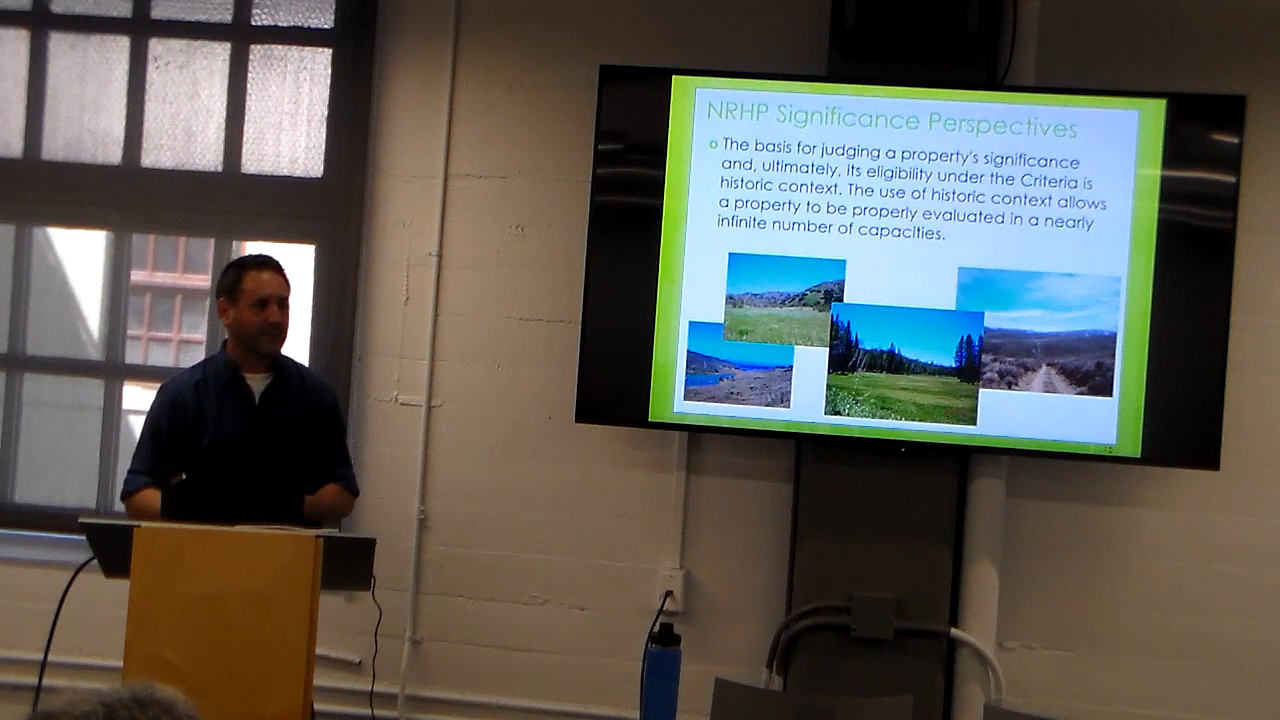 NRHP Significance Perspectives
The basis for judging a property's significance
and, ultimately, its eligibility under the Criteria is
historic context. The use of historic context allows
a property to be properly evaluated in a nearly
infinite number of capacities.